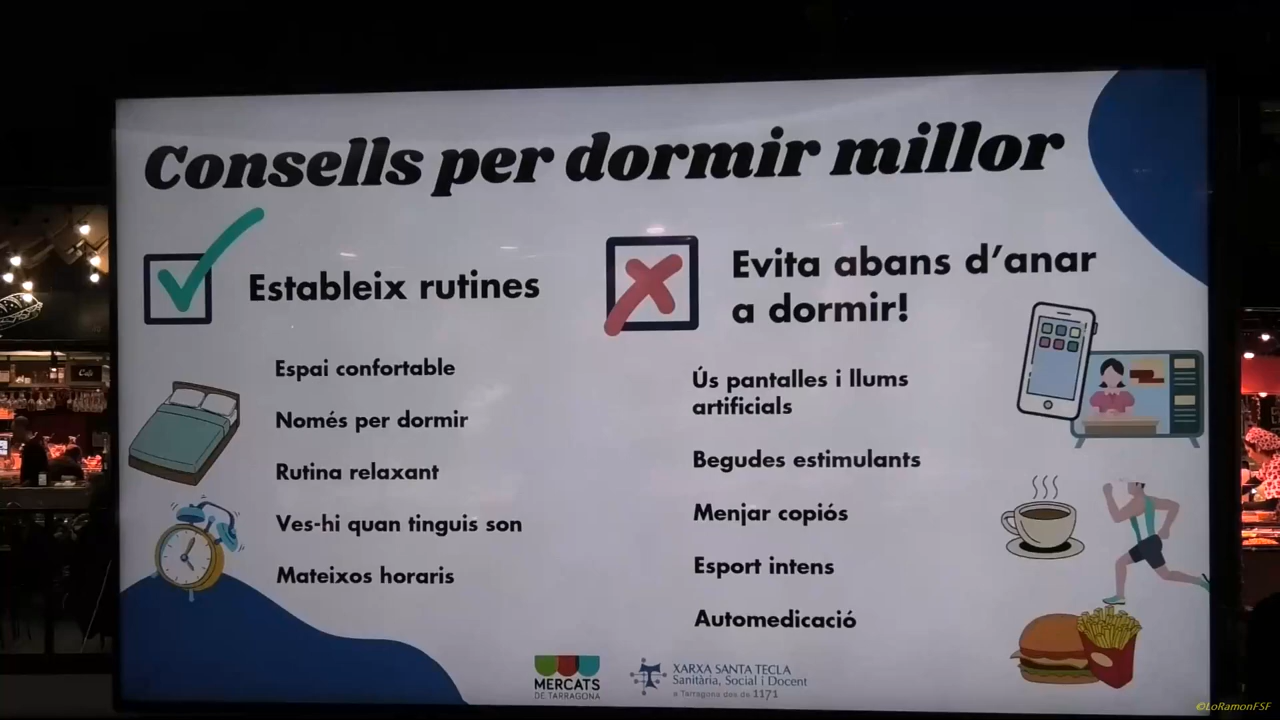 Consells per dormir millor
Estableix rutines
Espai confortable
Només per dormir
Rutina relaxant
Ves-hi quan tinguis son
Mateixos horaris
Evita abans d'anar
a dormir!
Ús pantalles i llums
artificials
Begudes estimulants
Menjar copiós
Esport intens
Automedicació
MERCATS
DE TARRAGONA
XARXA SANTA TECLA
Sanitària, Social i Docent
a Tarragona des de 1171
Cafe
©LoRamonFSF